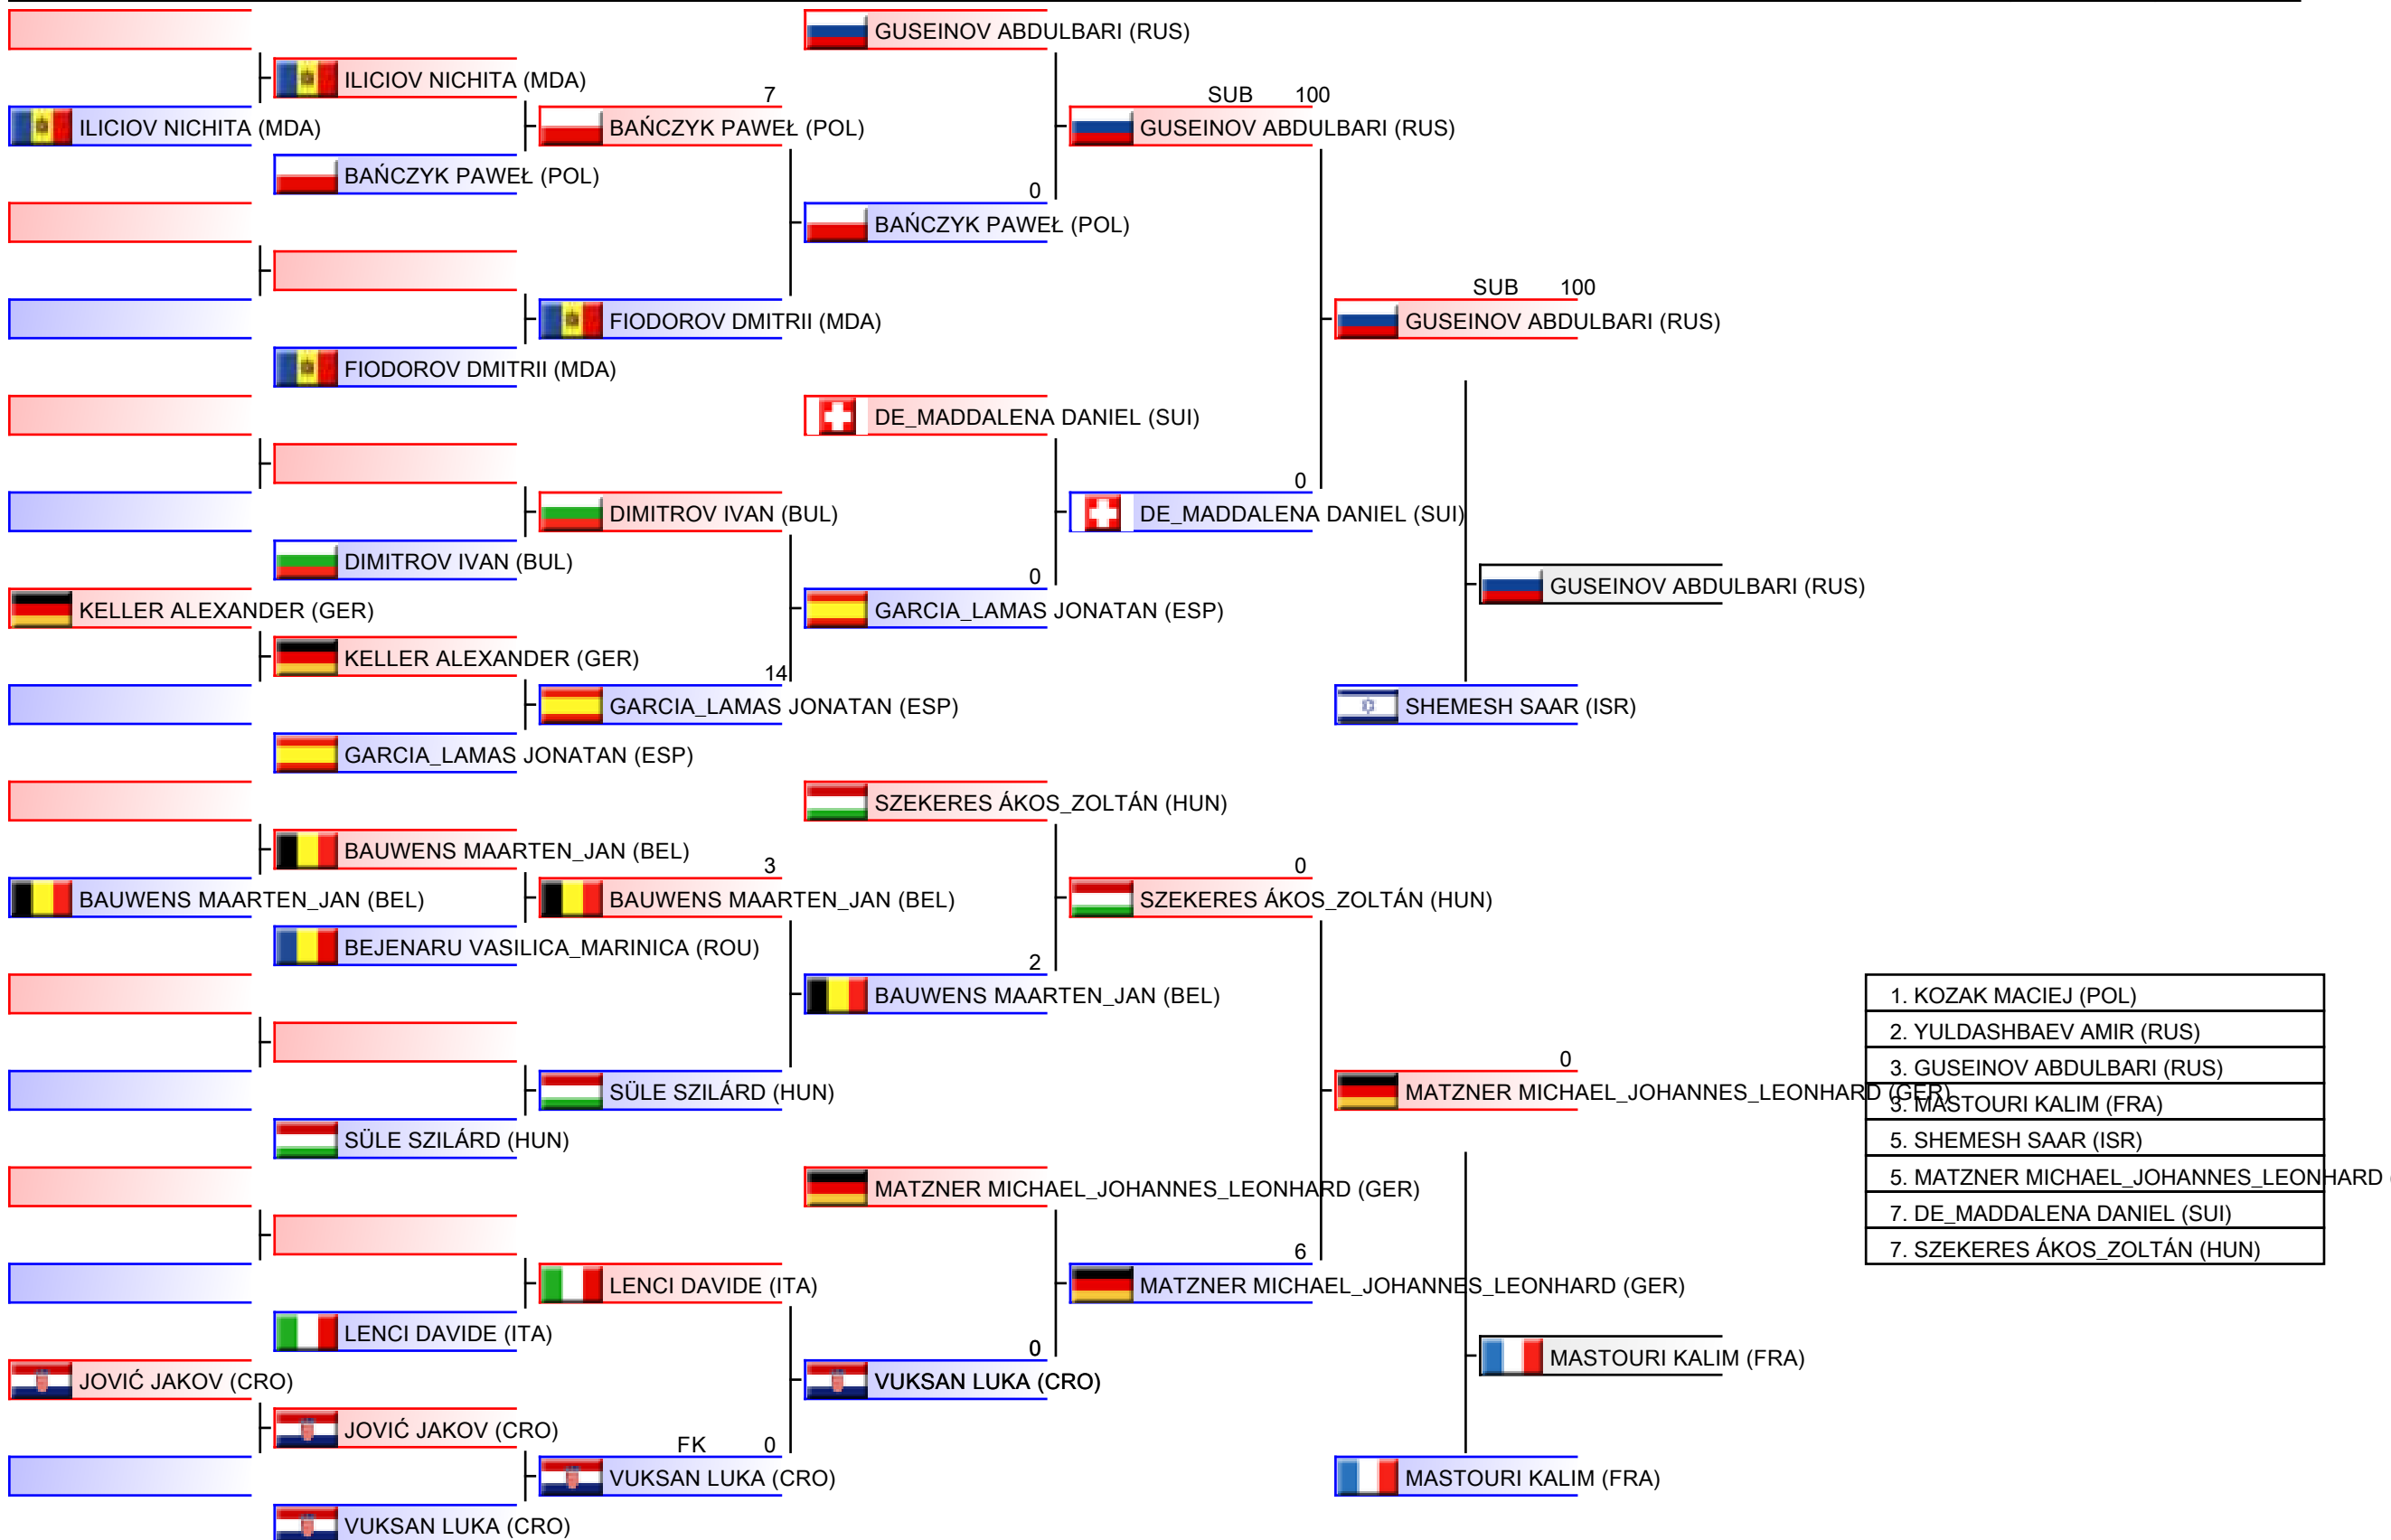 GUSEINOV ABDULBARI (RUS)
ILICIOV NICHITA (MDA)
7
SUB 100
ILICIOV NICHITA (MDA)
BAŃCZYK PAWEŁ (POL)
GUSEINOV ABDULBARI (RUS)
BAŃCZYK PAWEŁ (POL)
0
BAŃCZYK PAWEŁ (POL)
SUB 100
FIODOROV DMITRII (MDA)
GUSEINOV ABDULBARI (RUS)
FIODOROV DMITRII (MDA)
DE_MADDALENA DANIEL (SUI)
0
DIMITROV IVAN (BUL)
DE_MADDALENA DANIEL (SUI)
DIMITROV IVAN (BUL)
0
GUSEINOV ABDULBARI (RUS)
KELLER ALEXANDER (GER)
GARCIA_LAMAS JONATAN (ESP)
KELLER ALEXANDER (GER)
14
GARCIA_LAMAS JONATAN (ESP)
SHEMESH SAAR (ISR)
GARCIA_LAMAS JONATAN (ESP)
SZEKERES ÁKOS_ZOLTÁN (HUN)
BAUWENS MAARTEN_JAN (BEL)
3
0
BAUWENS MAARTEN_JAN (BEL)
BAUWENS MAARTEN_JAN (BEL)
SZEKERES ÁKOS_ZOLTÁN (HUN)
BEJENARU VASILICA_MARINICA (ROU)
2
BAUWENS MAARTEN_JAN (BEL)
1. KOZAK MACIEJ (POL)
2. YULDASHBAEV AMIR (RUS)
0
3. GUSEINOV ABDULBARI (RUS)
SÜLE SZILÁRD (HUN)
MATZNER MICHAEL_JOHANNES_LEONHARD (GER)
3. MASTOURI KALIM (FRA)
SÜLE SZILÁRD (HUN)
5. SHEMESH SAAR (ISR)
5. MATZNER MICHAEL_JOHANNES_LEONHARD (
MATZNER MICHAEL_JOHANNES_LEONHARD (GER)
7. DE_MADDALENA DANIEL (SUI)
6
7. SZEKERES ÁKOS_ZOLTÁN (HUN)
LENCI DAVIDE (ITA)
MATZNER MICHAEL_JOHANNES_LEONHARD (GER)
LENCI DAVIDE (ITA)
0
MASTOURI KALIM (FRA)
JOVIĆ JAKOV (CRO)
VUKSAN LUKA (CRO)
JOVIĆ JAKOV (CRO)
FK 0
VUKSAN LUKA (CRO)
MASTOURI KALIM (FRA)
VUKSAN LUKA (CRO)